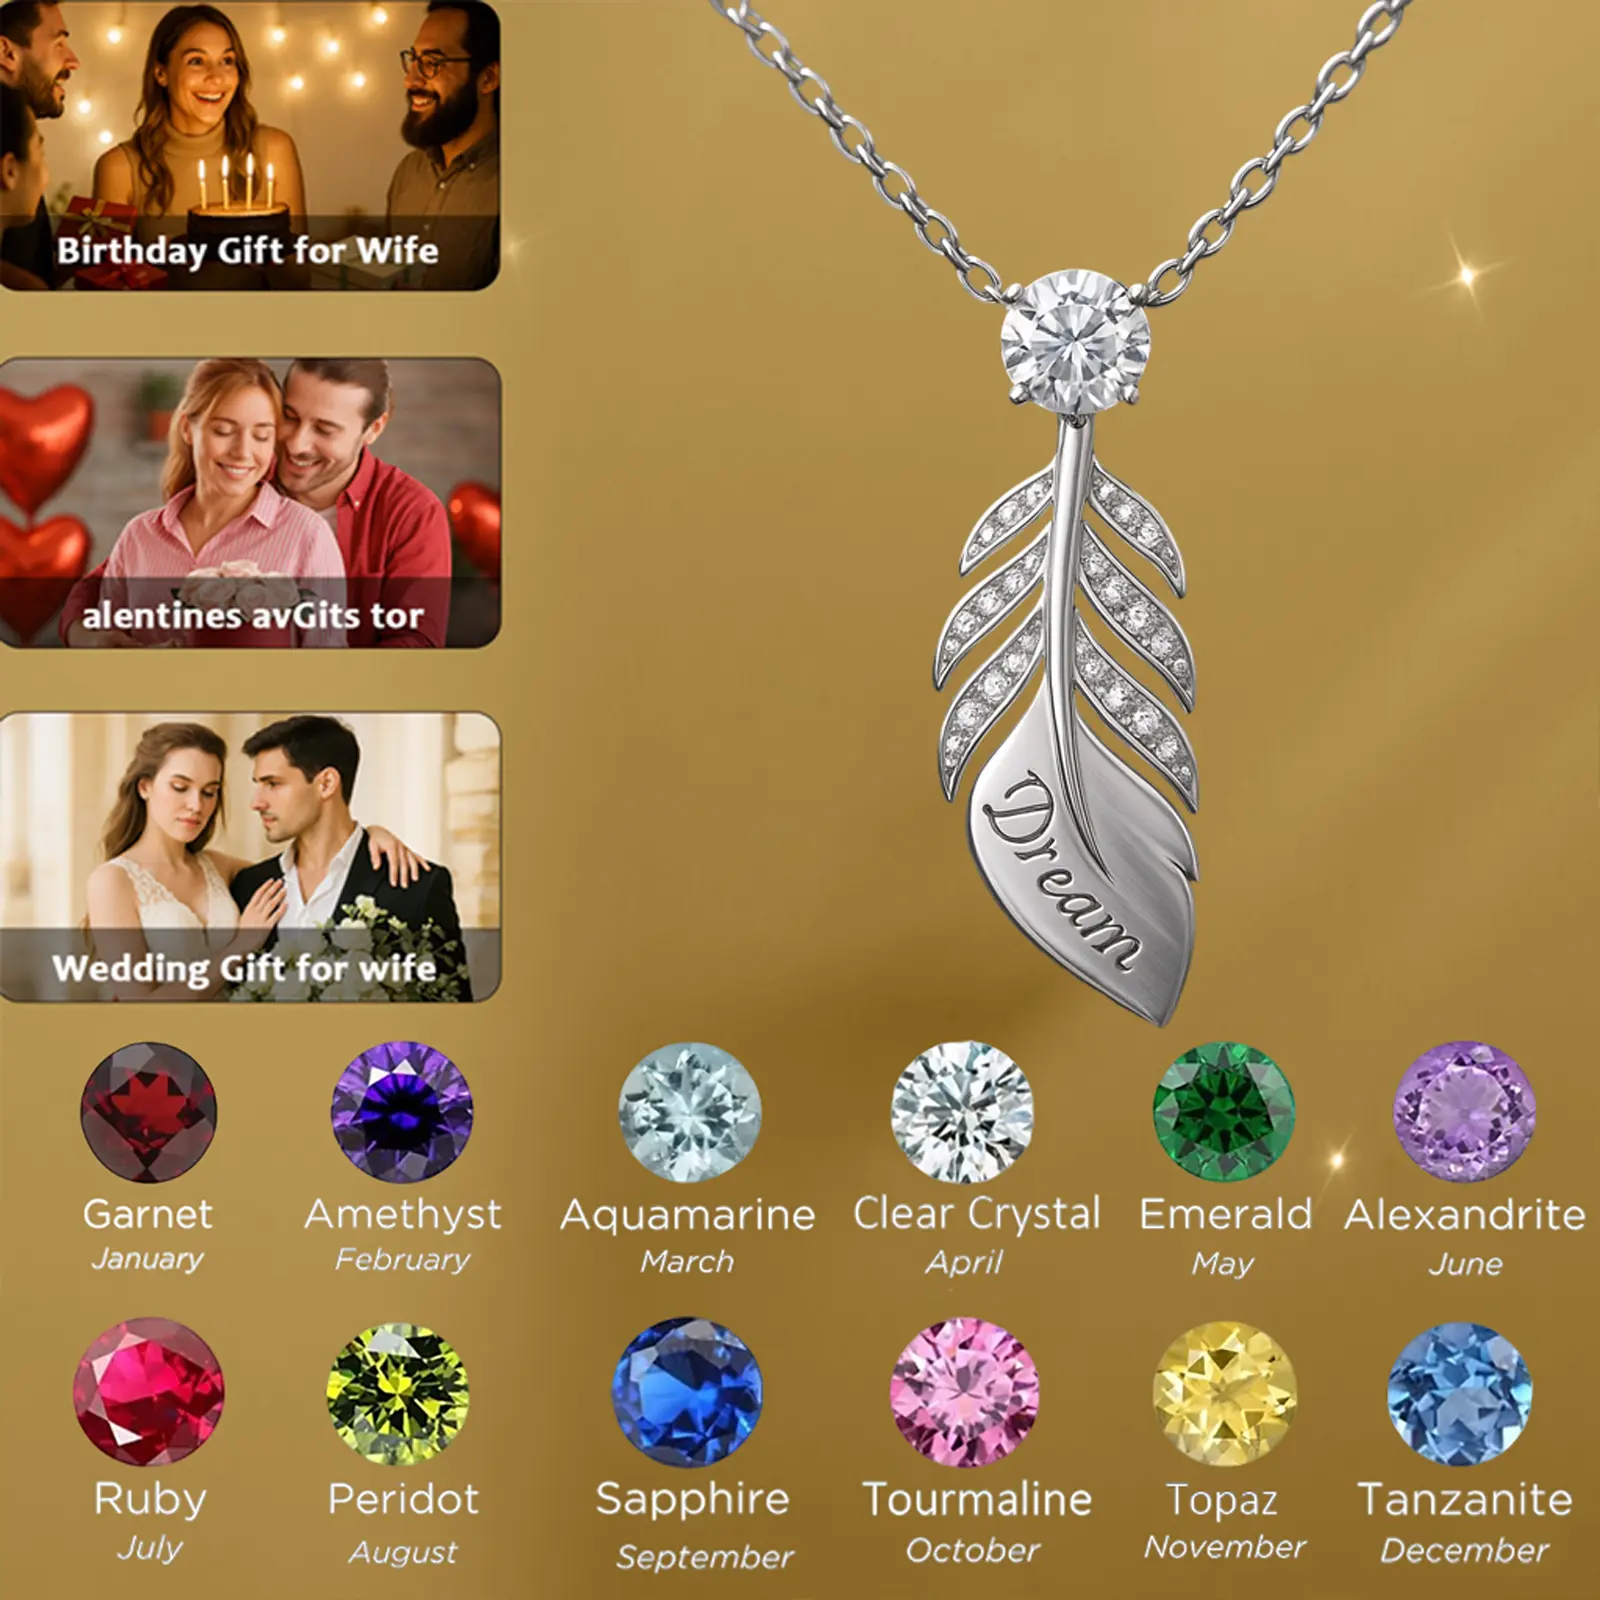 Birthday Gift for Wife
alentines avGits tor
Wedding Gift for wife
Dream
Garnet
January
Amethyst
February
Aquamarine
March
Clear Crystal
April
Emerald
May
Alexandrite
June
Ruby
July
Peridot
August
Sapphire
September
Tourmaline
October
Topaz
November
Tanzanite
December